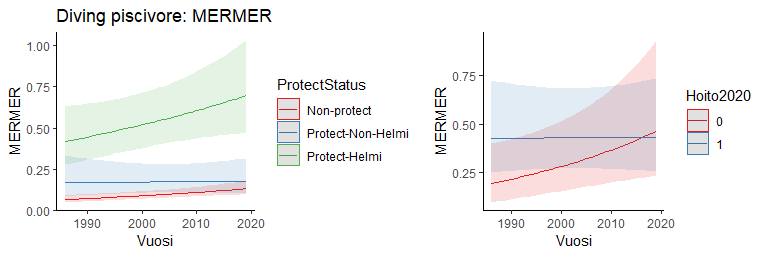 Diving piscivore: MERMER
MERMER
1.00
0.75
0.50
0.25
0.00
1990 2000 2010 2020
Vuosi
ProtectStatus
Non-protect
Protect-Non-Helmi
Protect-Helmi
MERMER
0.75
0.50
0.25
1990 2000 2010 2020
Vuosi
Hoito2020
0
1